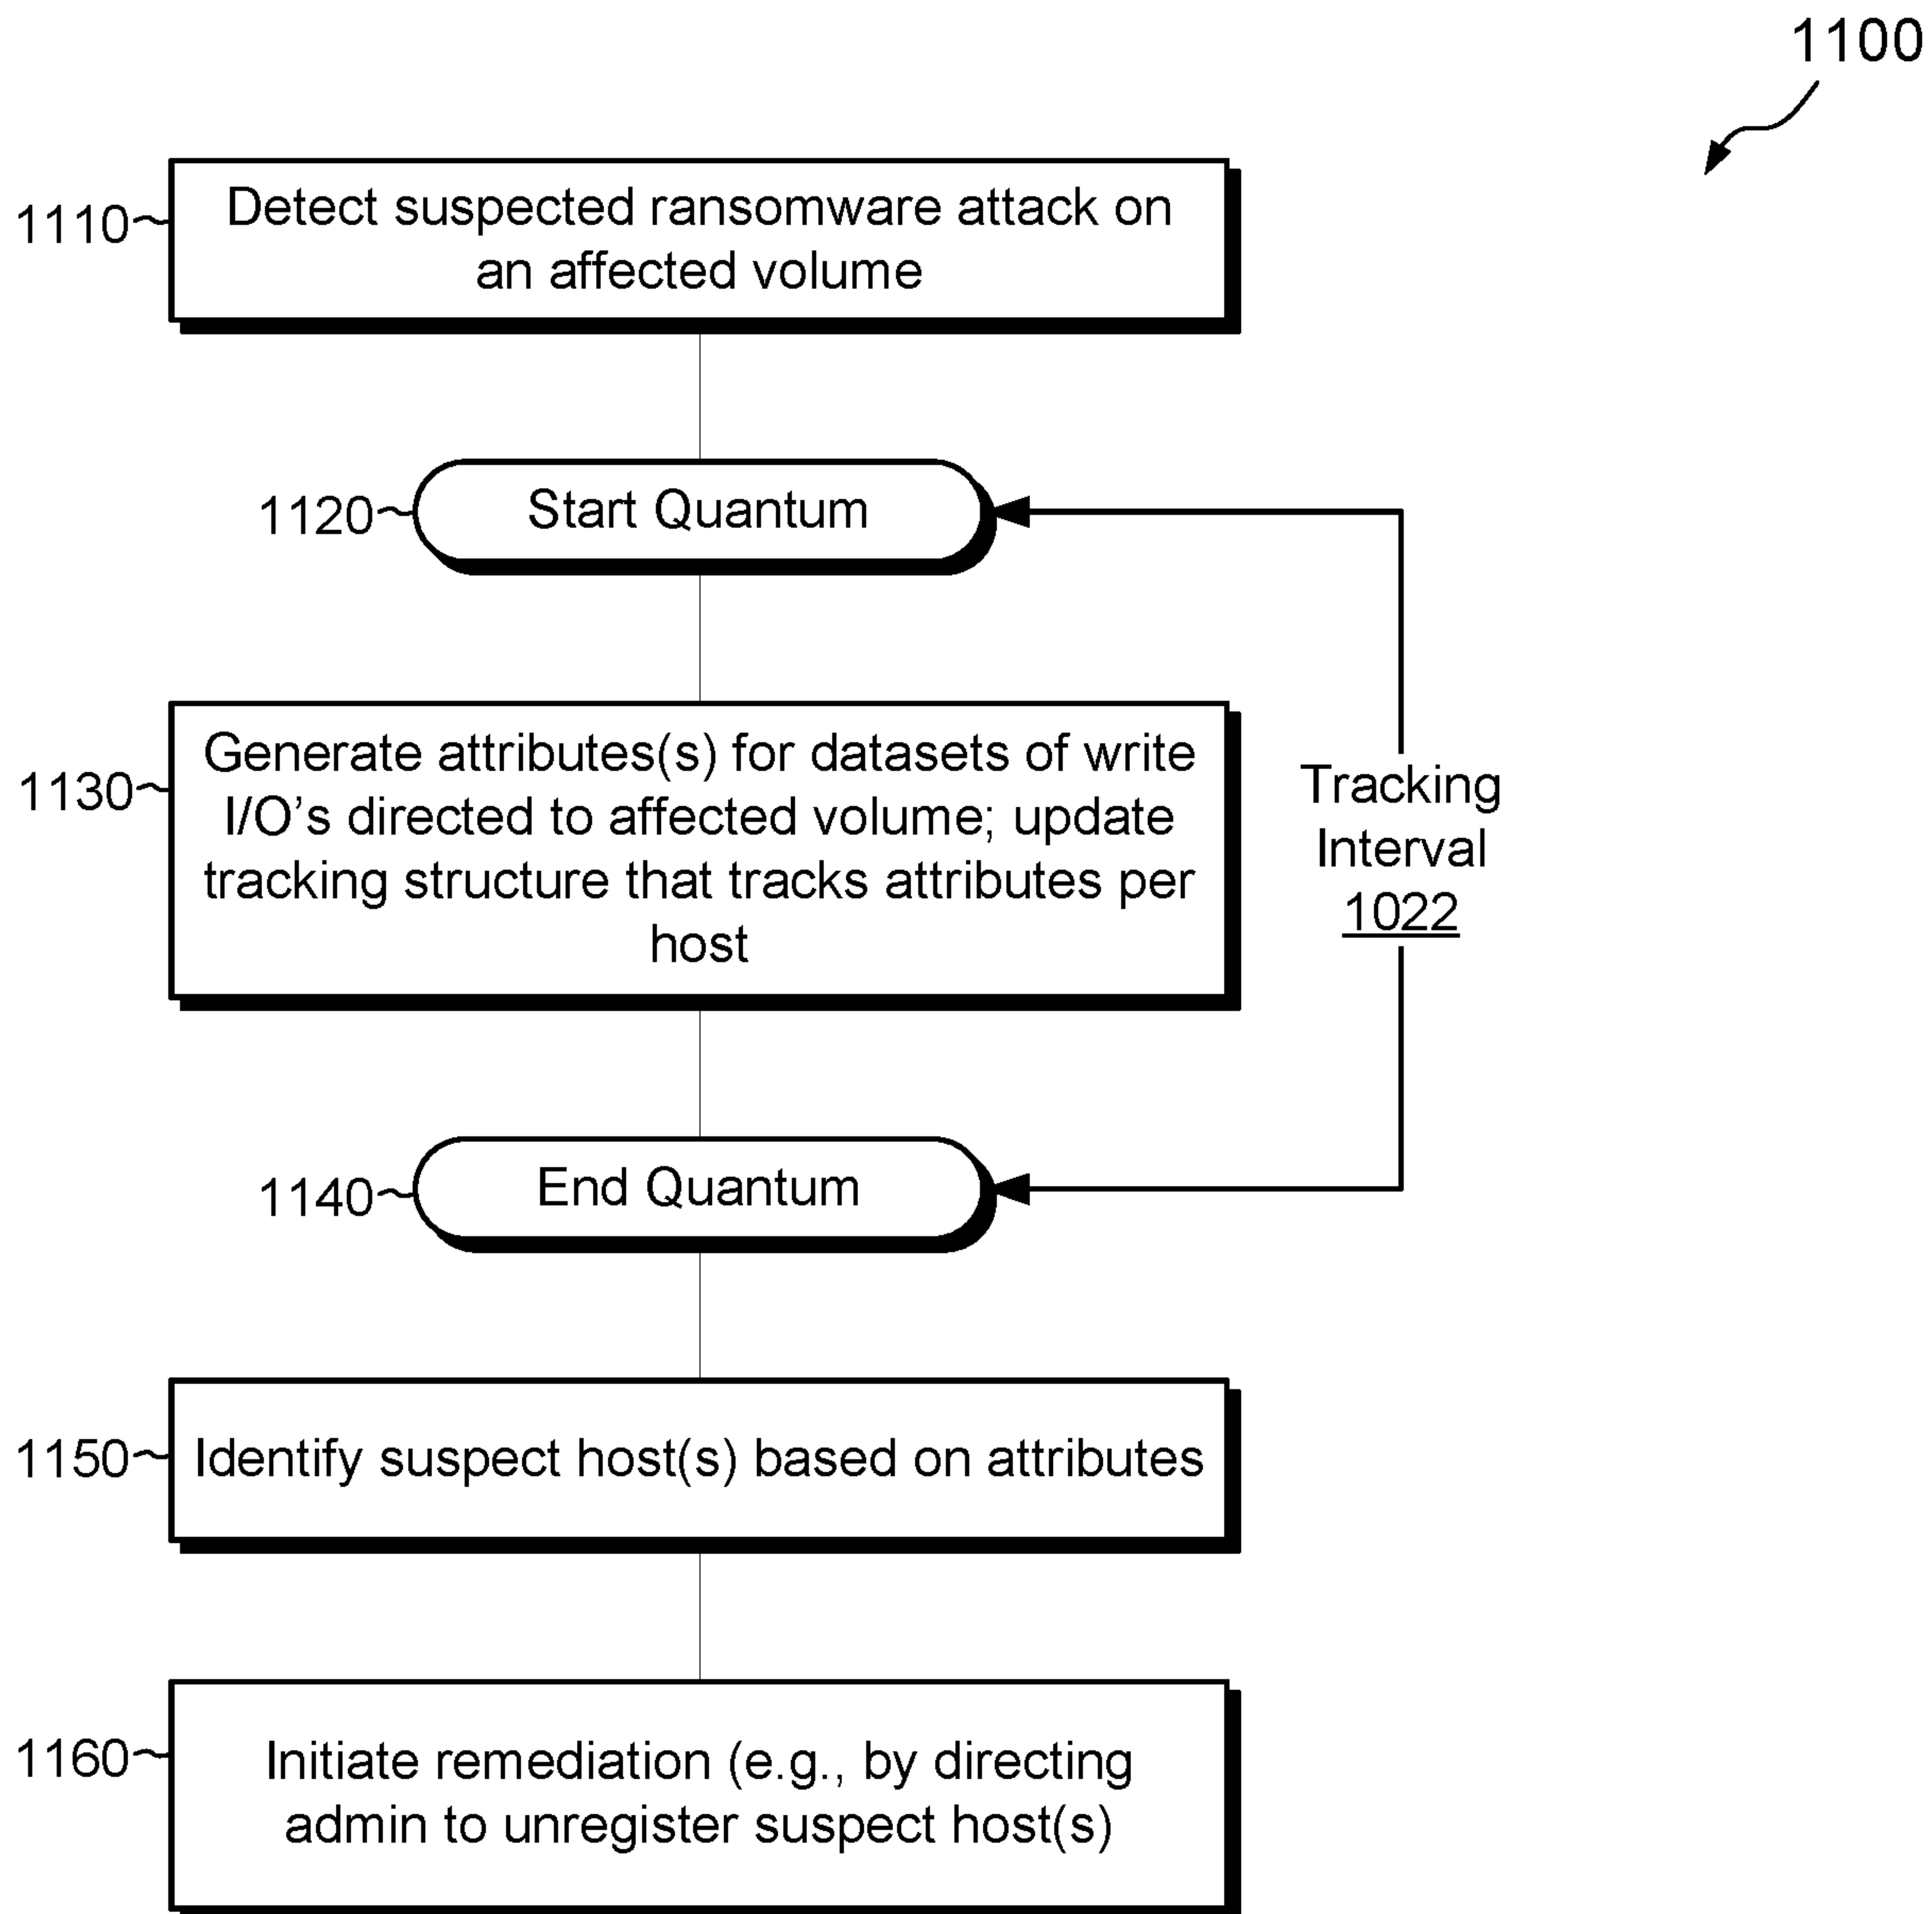 1100
1110
Detect suspected ransomware attack on
an affected volume
1120
Start Quantum
1130
Generate attributes(s) for datasets of write
I/O's directed to affected volume; update
tracking structure that tracks attributes per
host
Tracking
Interval
1022
1140
End Quantum
1150
Identify suspect host(s) based on attributes
1160
Initiate remediation (e.g., by directing
admin to unregister suspect host(s)